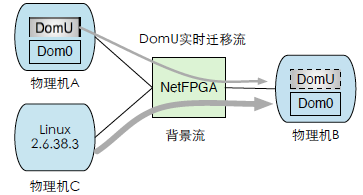 DomU实时迁移流
DomU
Dom0
物理机A
NetFPGA
DomU
Dom0
物理机B
背景流
Linux
2.6.38.3
物理机C